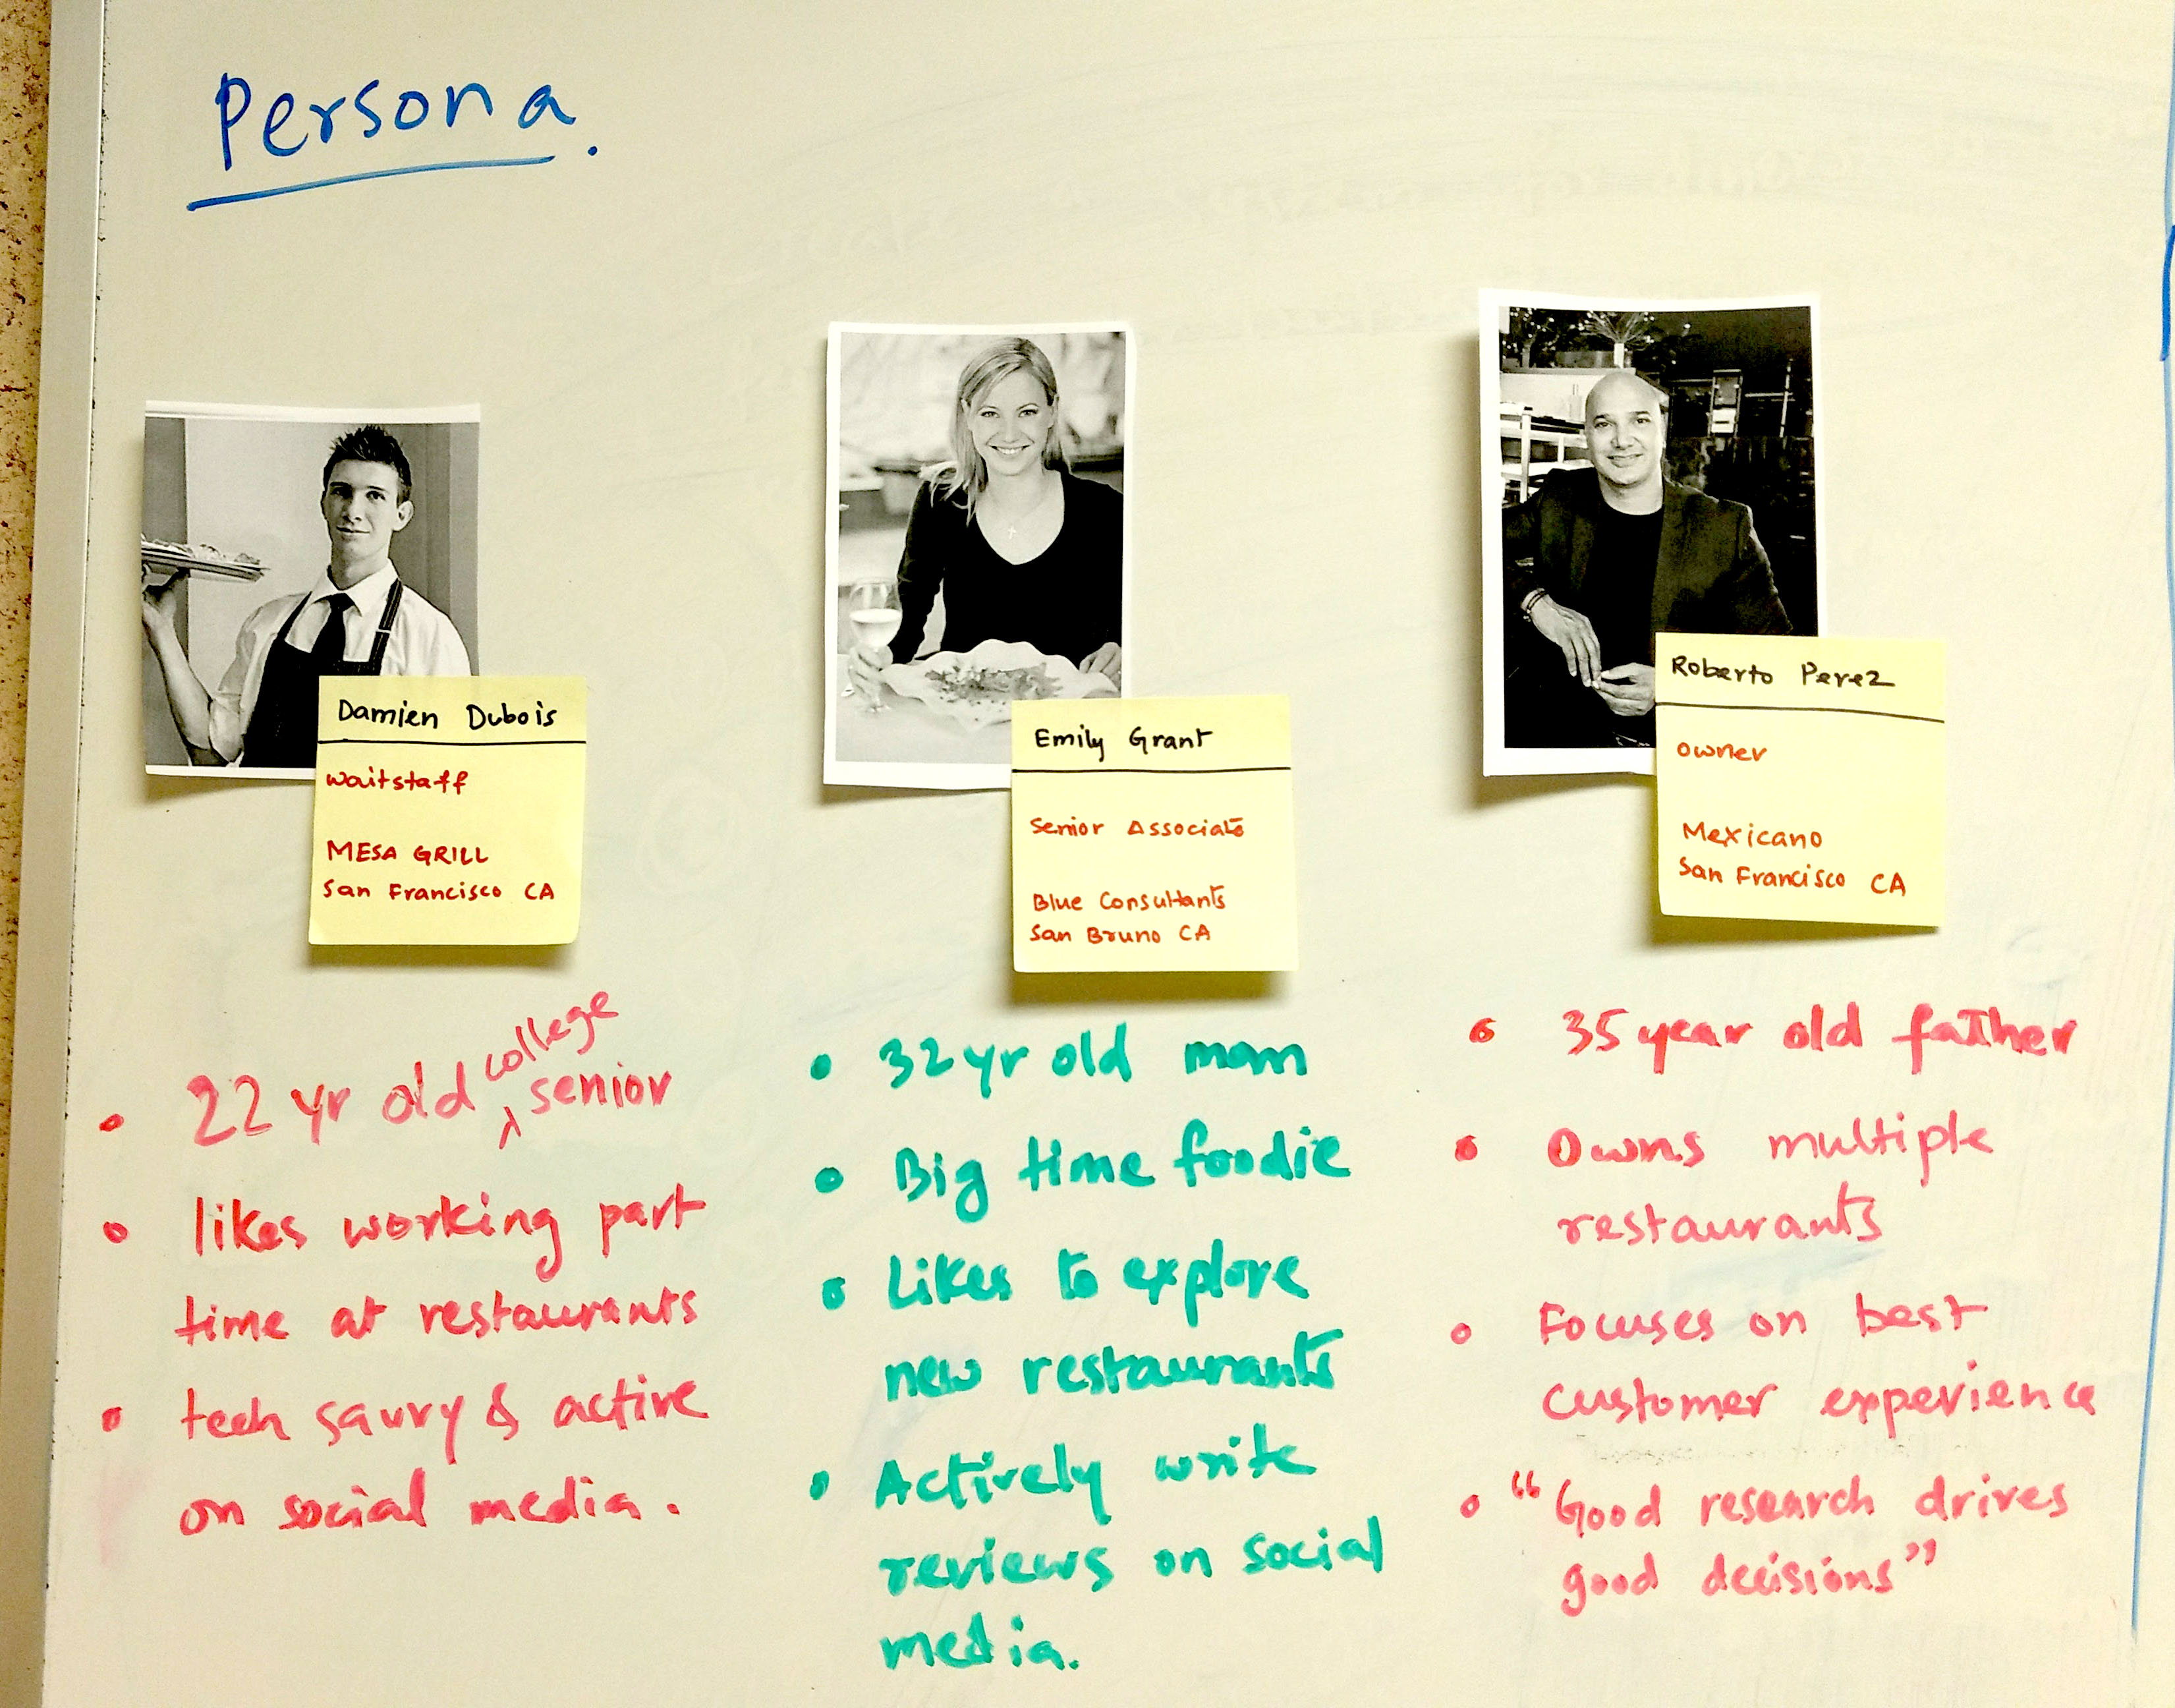 Persona.
Damien Dubois
waitstaff
MESA GRILL
San Francisco CA
22 yr old college senior
likes working part
time at restaurants
tech savvy & active
on social media.
Emily Grant
Senior Associate
Blue Consultants
San Bruno CA
32 yr old mom
Big time foodie
Likes to explore
new restaurants
Actively write
reviews on social
media.
Roberto Perez
owner
Mexicano
San Francisco CA
35 year old father
Owns multiple
restaurants
Focuses on best
customer experience
"Good research drives
good decisions"